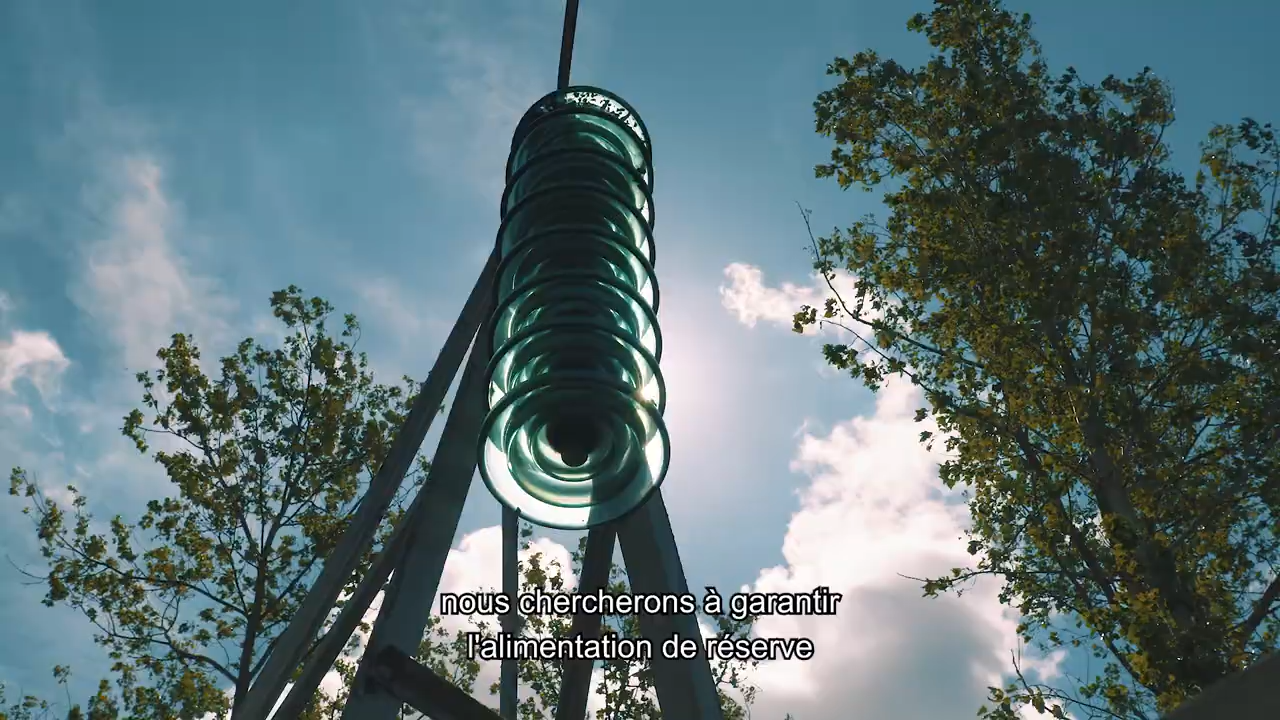 nous chercherons à garantir
l'alimentation de réserve